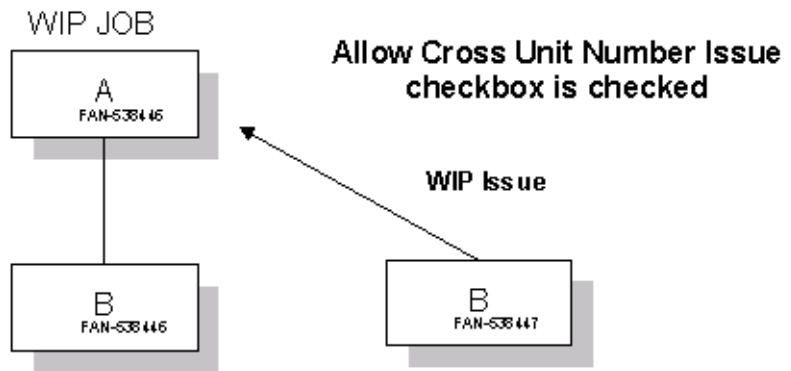 WIP JOB
Allow Cross Unit Number Issue
checkbox is checked
A
FAN-538446
WIP Issue
B
FAN-538446
B
FAN-538447